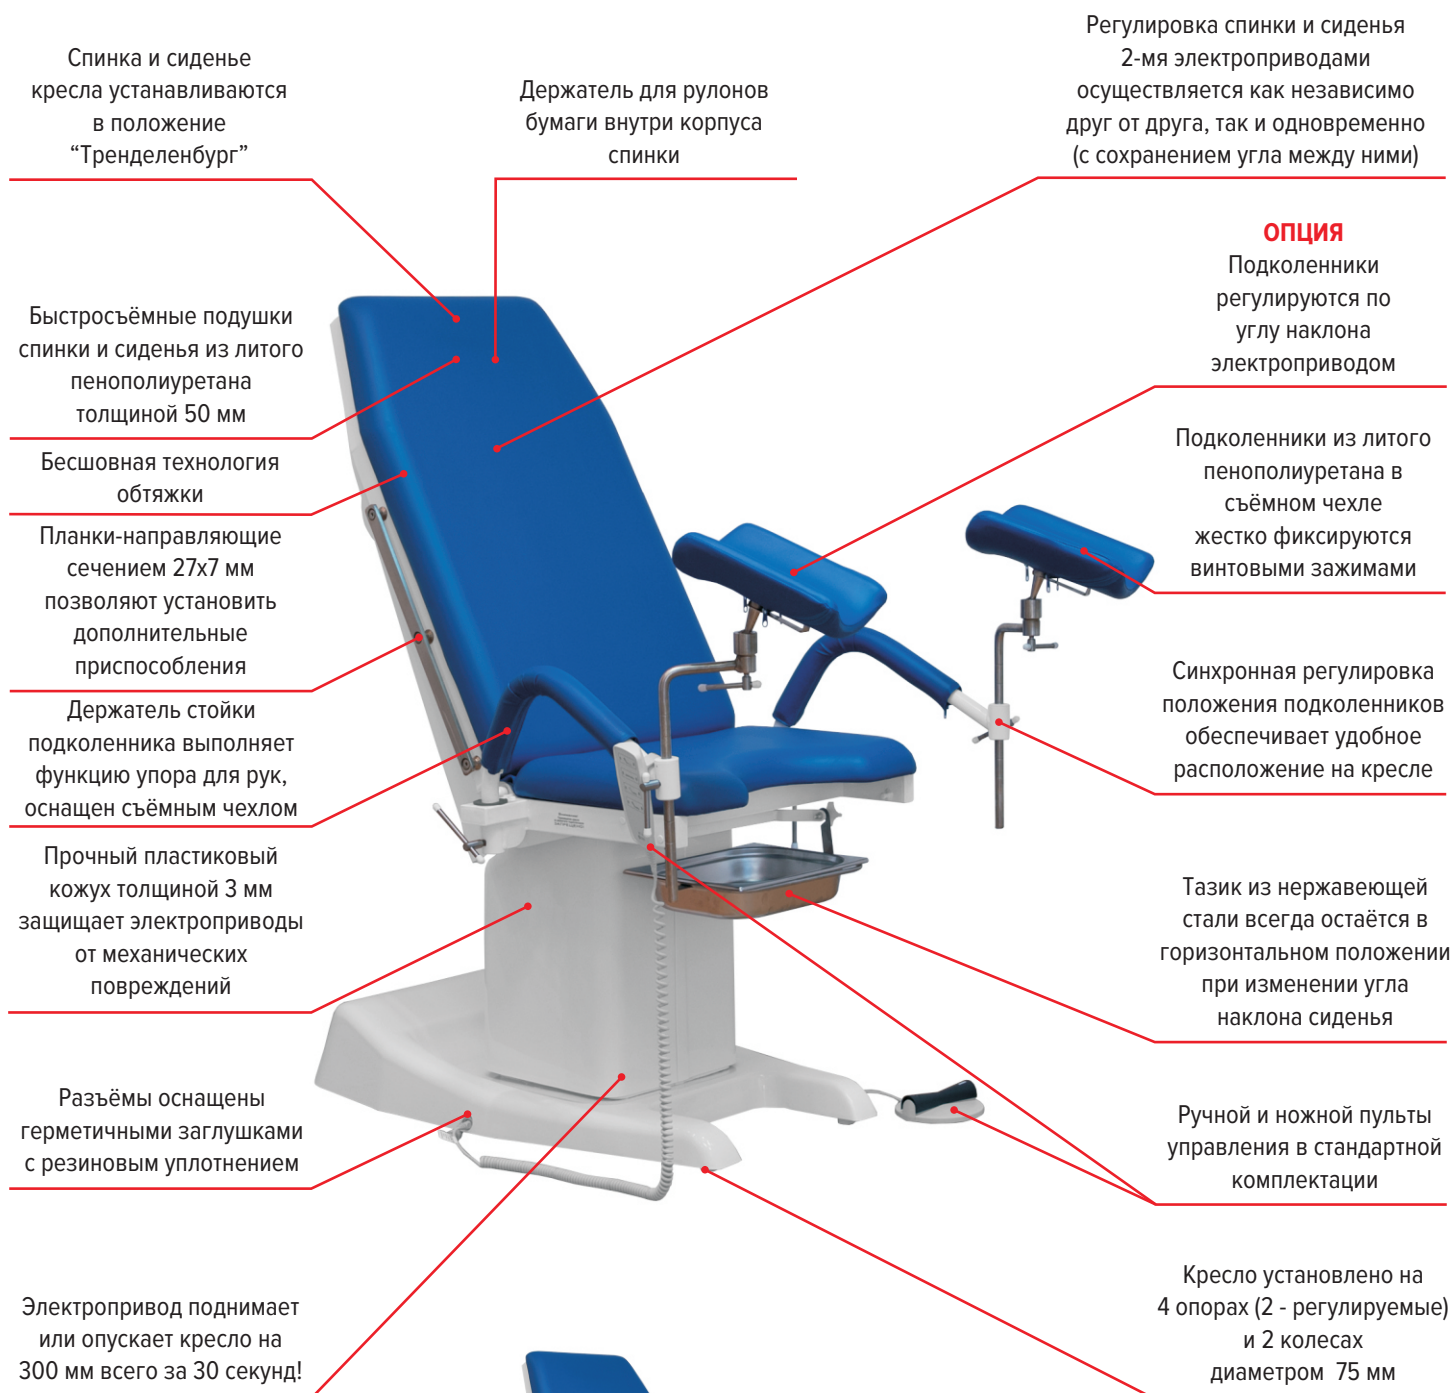 Спинка и сиденье
кресла устанавливаются
в положение
“Тренделенбург”
Держатель для рулонов
бумаги внутри корпуса
спинки
Регулировка спинки и сиденья
2-мя электроприводами
осуществляется как независимо
друг от друга, так и одновременно
(с сохранением угла между ними)
Быстросъёмные подушки
спинки и сиденья из литого
пенополиуретана
толщиной 50 мм
Бесшовная технология
обтяжки
Планки-направляющие
сечением 27х7 мм
позволяют установить
дополнительные
приспособления
Держатель стойки
подколенника выполняет
функцию упора для рук,
оснащен съёмным чехлом
Прочный пластиковый
кожух толщиной 3 мм
защищает электроприводы
от механических
повреждений
Разъёмы оснащены
герметичными заглушками
с резиновым уплотнением
Электропривод поднимает
или опускает кресло на
300 мм всего за 30 секунд!
ОПЦИЯ
Подколенники
регулируются по
углу наклона
электроприводом
Подколенники из литого
пенополиуретана в
съёмном чехле
жестко фиксируются
винтовыми зажимами
Синхронная регулировка
положения подколенников
обеспечивает удобное
расположение на кресле
Тазик из нержавеющей
стали всегда остаётся в
горизонтальном положении
при изменении угла
наклона сиденья
Ручной и ножной пульты
управления в стандартной
комплектации
Кресло установлено на
4 опорах (2 - регулируемые)
и 2 колесах
диаметром 75 мм